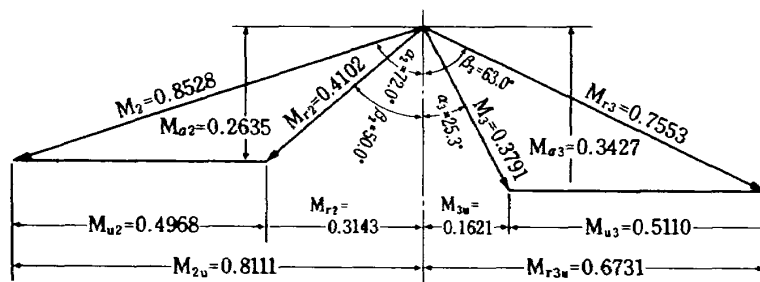 M₂=0.8528
Mₐ₂=0.2635
Mᵣ₂=0.4102
α₂=72.0°
β₂=50.0°
β₃=63.0°
α₃=25.3°
M₃=0.3791
Mᵣ₃=0.7553
Mₐ₃=0.3427
Mᵤ₂=0.4968
Mᵣ₂=
0.3143
M₃ᵤ=
0.1621
Mᵤ₃=0.5110
M₂ᵤ=0.8111
Mᵣ₃ᵤ=0.6731